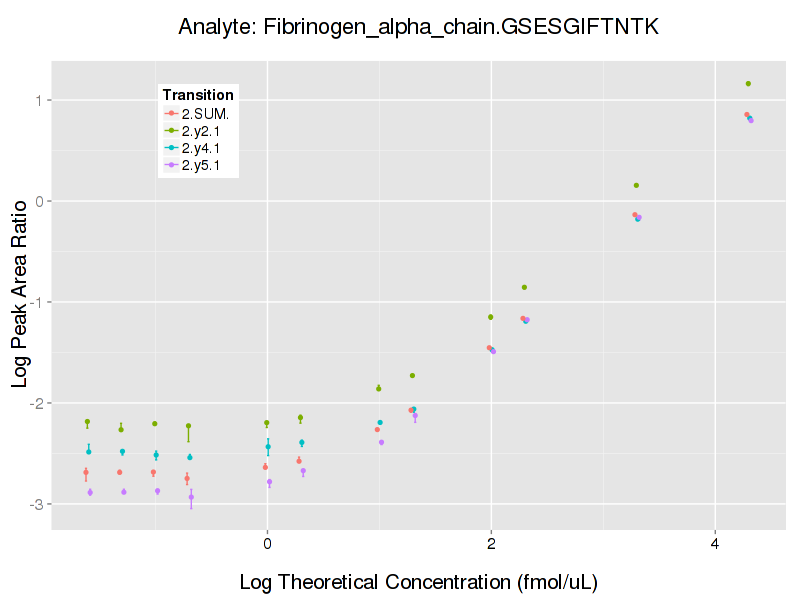 Analyte: Fibrinogen_alpha_chain.GSESGIFTNTK
Transition
2.SUM.
2.y2.1
2.y4.1
2.y5.1
Log Peak Area Ratio
1
0
-1
-2
-3
0 2 4
Log Theoretical Concentration (fmol/uL)